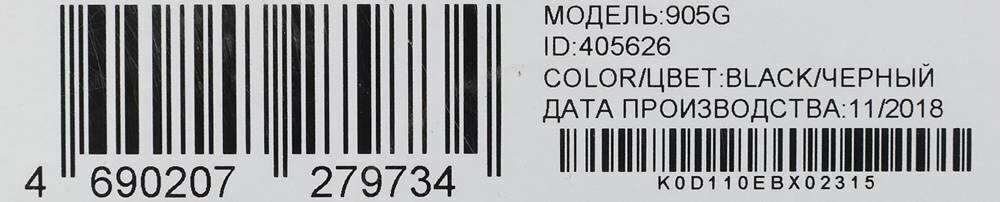 4 690207 279734
МОДЕЛЬ:905G
ID:405626
COLOR/ЦВЕТ:BLACK/ЧЕРНЫЙ
ДАТА ПРОИЗВОДСТВА:11/2018
K0D110EBX02315